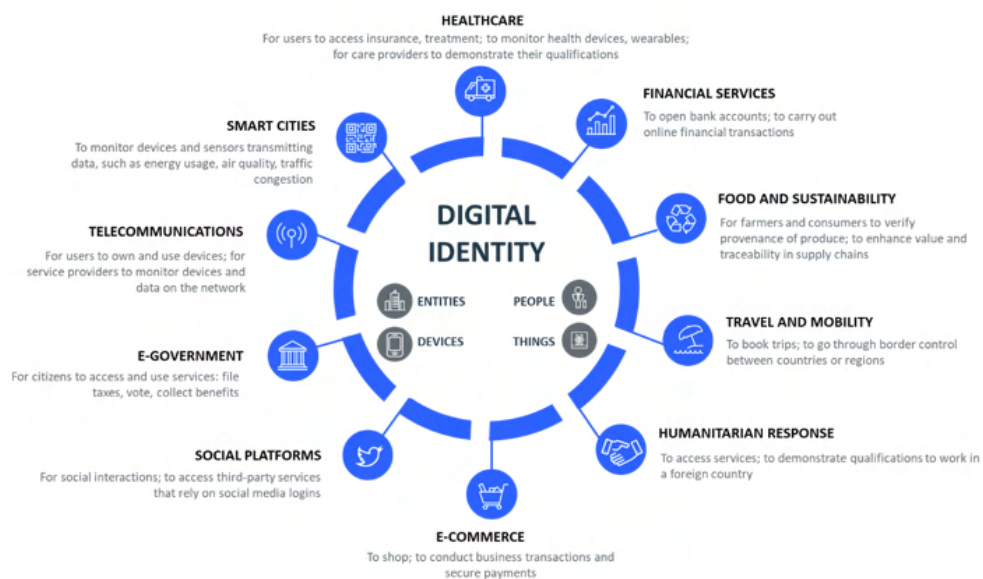 HEALTHCARE
For users to access insurance, treatment; to monitor health devices, wearables;
for care providers to demonstrate their qualifications
FINANCIAL SERVICES
To open bank accounts; to carry out
online financial transactions
FOOD AND SUSTAINABILITY
For farmers and consumers to verify
provenance of produce; to enhance value and
traceability in supply chains
TRAVEL AND MOBILITY
To book trips; to go through border control
between countries or regions
HUMANITARIAN RESPONSE
To access services; to demonstrate qualifications to work in
a foreign country
E-COMMERCE
To shop; to conduct business transactions and
secure payments
SOCIAL PLATFORMS
For social interactions; to access third-party services
that rely on social media logins
E-GOVERNMENT
For citizens to access and use services: file
taxes, vote, collect benefits
TELECOMMUNICATIONS
For users to own and use devices; for
service providers to monitor devices and
data on the network
SMART CITIES
To monitor devices and sensors transmitting
data, such as energy usage, air quality, traffic
congestion
DIGITAL
IDENTITY
ENTITIES
PEOPLE
DEVICES
THINGS